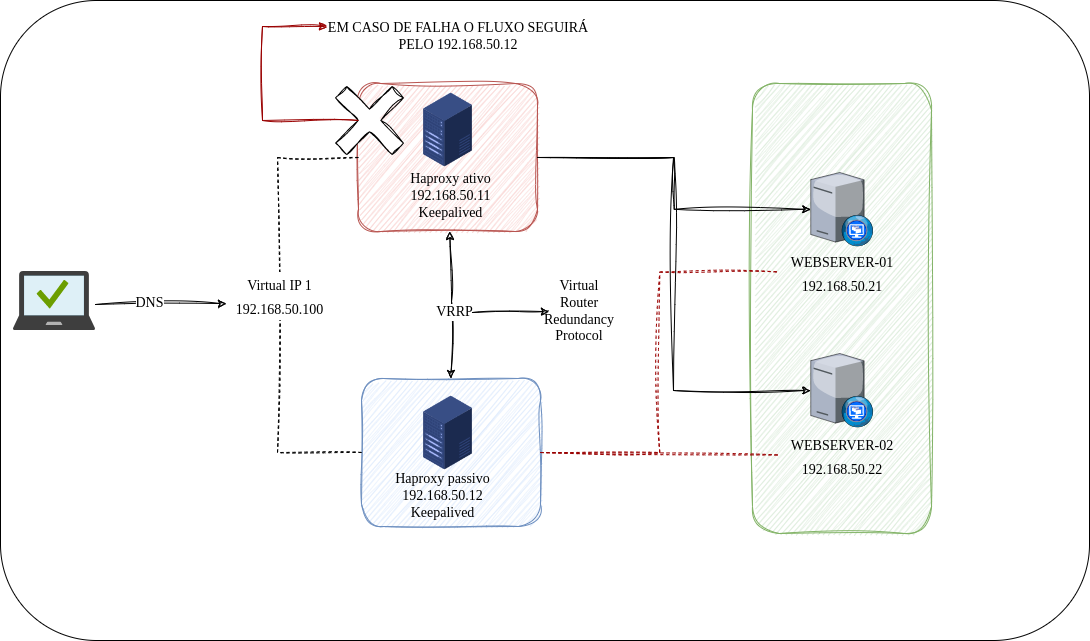 EM CASO DE FALHA O FLUXO SEGUIRÁ
PELO 192.168.50.12
Haproxy ativo
192.168.50.11
Keepalived
WEBSERVER-01
192.168.50.21
DNS
Virtual IP 1
192.168.50.100
VRRP
Virtual
Router
Redundancy
Protocol
WEBSERVER-02
192.168.50.22
Haproxy passivo
192.168.50.12
Keepalived